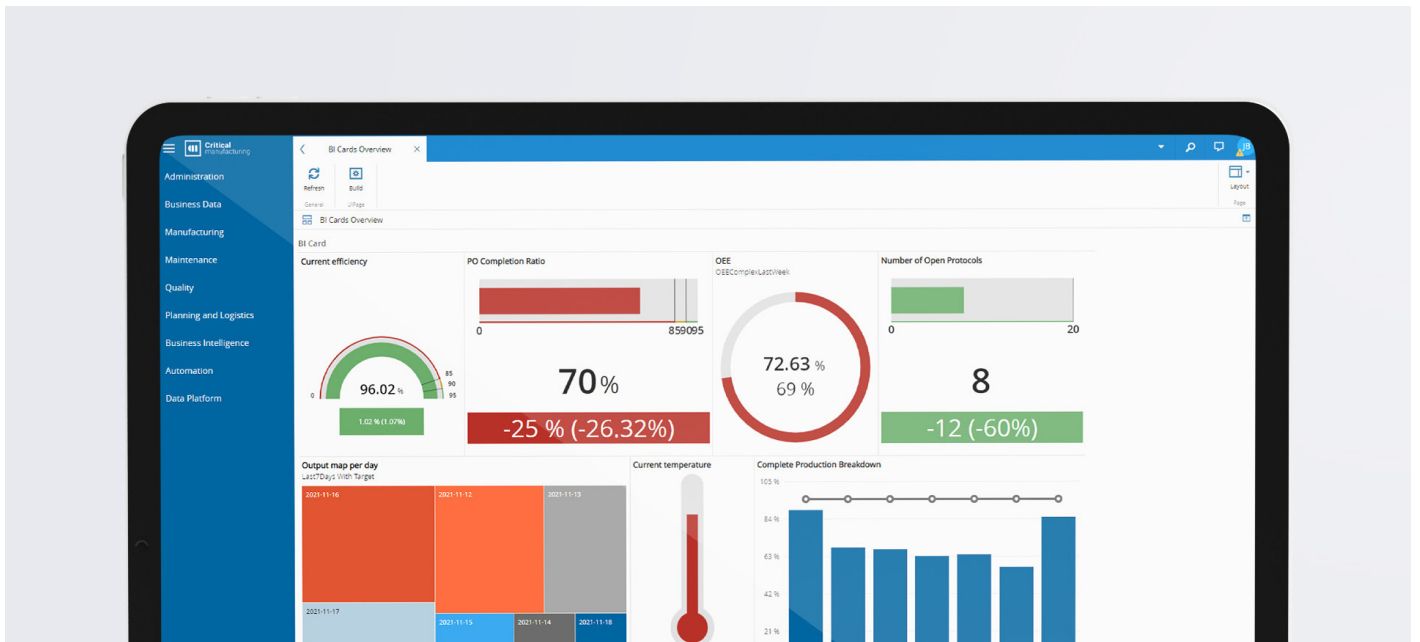 Critical
manufacturing
BI Cards Overview
JB
Administration
Business Data
Manufacturing
Maintenance
Quality
Planning and Logistics
Business Intelligence
Automation
Data Platform
Refresh
Build
Layout
General
UIPage
Page
BI Cards Overview
BI Card
Current efficiency
0
85
90
95
96.02 %
1.02 % (1.07%)
PO Completion Ratio
0
859095
70%
-25 % (-26.32%)
OEE
OEEComplexLastWeek
72.63 %
69 %
Number of Open Protocols
0
20
8
-12 (-60%)
Output map per day
Last7Days With Target
2021-11-16
2021-11-12
2021-11-13
2021-11-17
2021-11-15
2021-11-14
2021-11-18
Current temperature
Complete Production Breakdown
105 %
84 %
63 %
42 %
21 %